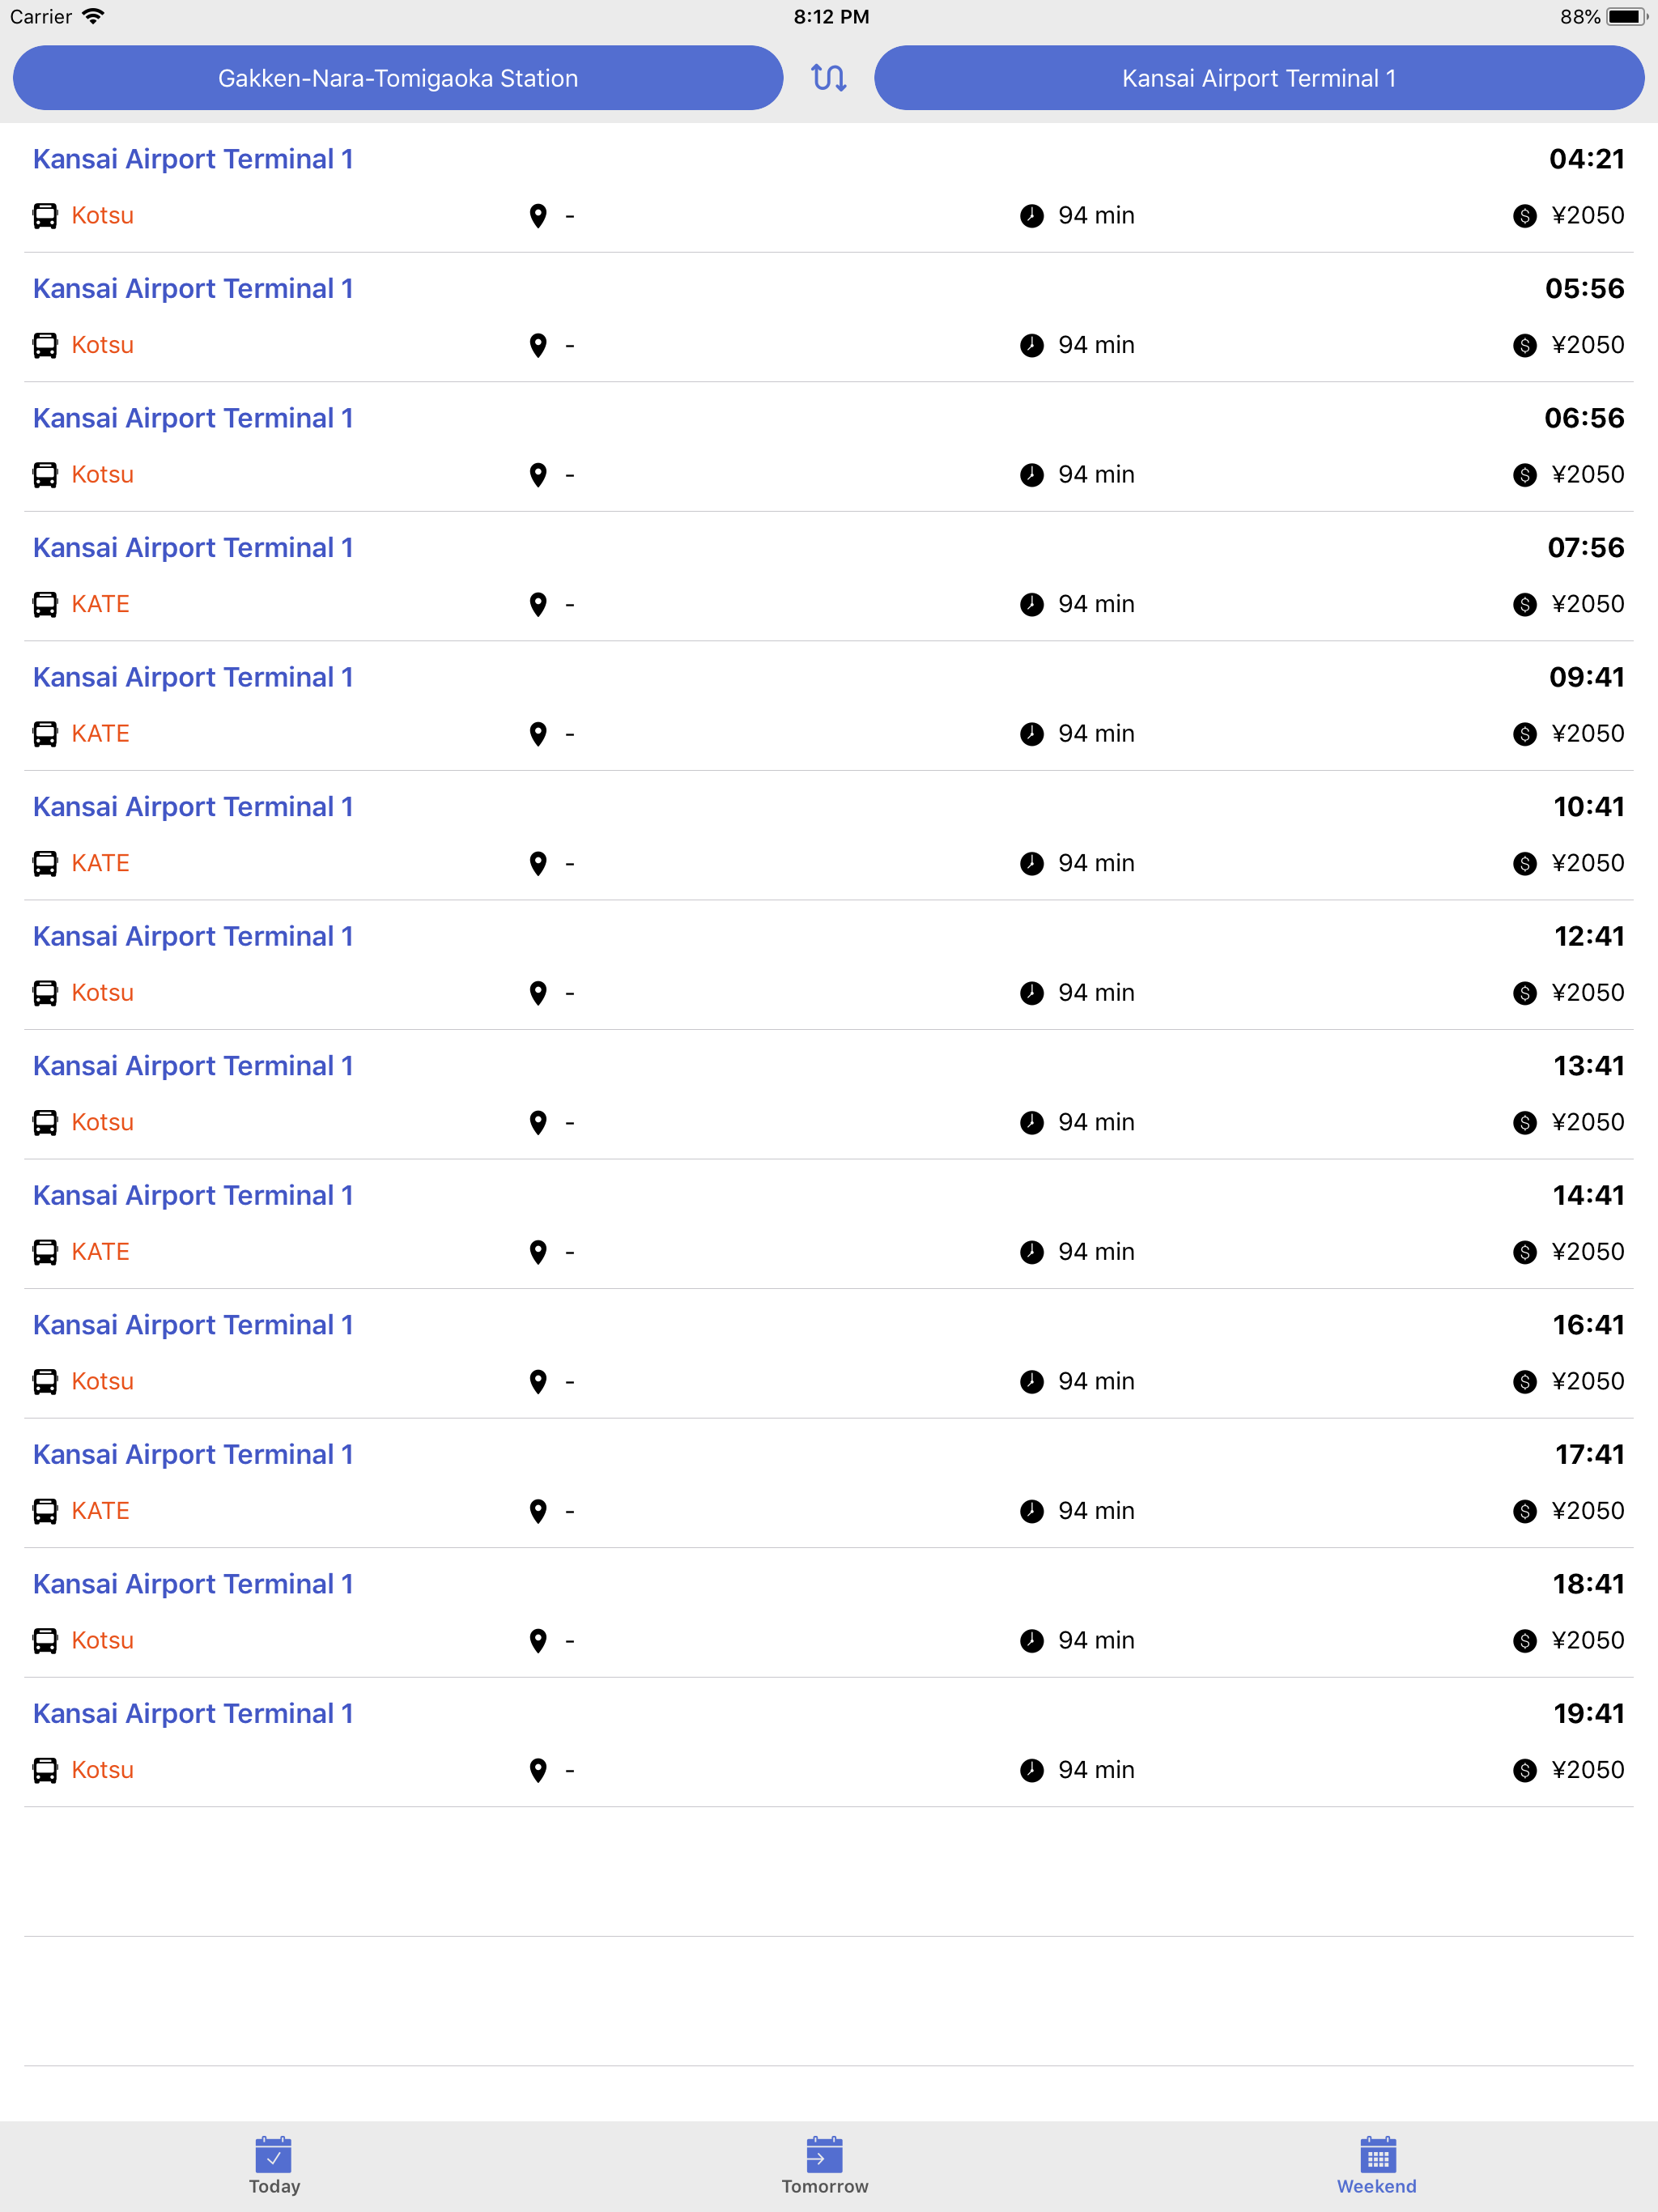 Carrier 8:12 PM 88%
Gakken-Nara-Tomigaoka Station Kansai Airport Terminal 1
Kansai Airport Terminal 1 04:21
Kotsu - 94 min ¥2050
Kansai Airport Terminal 1 05:56
Kotsu - 94 min ¥2050
Kansai Airport Terminal 1 06:56
Kotsu - 94 min ¥2050
Kansai Airport Terminal 1 07:56
KATE - 94 min ¥2050
Kansai Airport Terminal 1 09:41
KATE - 94 min ¥2050
Kansai Airport Terminal 1 10:41
KATE - 94 min ¥2050
Kansai Airport Terminal 1 12:41
Kotsu - 94 min ¥2050
Kansai Airport Terminal 1 13:41
Kotsu - 94 min ¥2050
Kansai Airport Terminal 1 14:41
KATE - 94 min ¥2050
Kansai Airport Terminal 1 16:41
Kotsu - 94 min ¥2050
Kansai Airport Terminal 1 17:41
KATE - 94 min ¥2050
Kansai Airport Terminal 1 18:41
Kotsu - 94 min ¥2050
Kansai Airport Terminal 1 19:41
Kotsu - 94 min ¥2050
Today Tomorrow Weekend